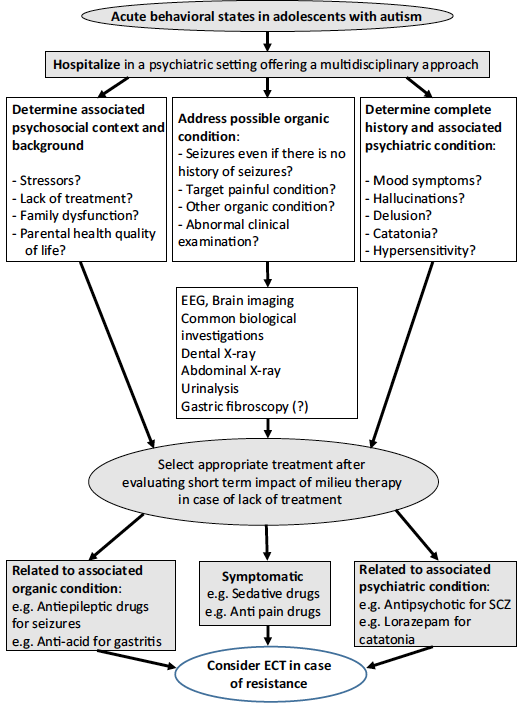 Acute behavioral states in adolescents with autism
Hospitalize in a psychiatric setting offering a multidisciplinary approach
Determine associated
psychosocial context and
background
- Stressors?
- Lack of treatment?
- Family dysfunction?
- Parental health quality
of life?
Address possible organic
condition:
- Seizures even if there is no
history of seizures?
- Target painful condition?
- Other organic condition?
- Abnormal clinical
examination?
Determine complete
history and associated
psychiatric condition:
- Mood symptoms?
- Hallucinations?
- Delusion?
- Catatonia?
- Hypersensitivity?
EEG, Brain imaging
Common biological
investigations
Dental X-ray
Abdominal X-ray
Urinalysis
Gastric fibroscopy (?)
Select appropriate treatment after
evaluating short term impact of milieu therapy
in case of lack of treatment
Related to associated
organic condition:
e.g. Antiepileptic drugs
for seizures
e.g. Anti-acid for gastritis
Symptomatic
e.g. Sedative drugs
e.g. Anti pain drugs
Related to associated
psychiatric condition:
e.g. Antipsychotic for SCZ
e.g. Lorazepam for
catatonia
Consider ECT in case
of resistance